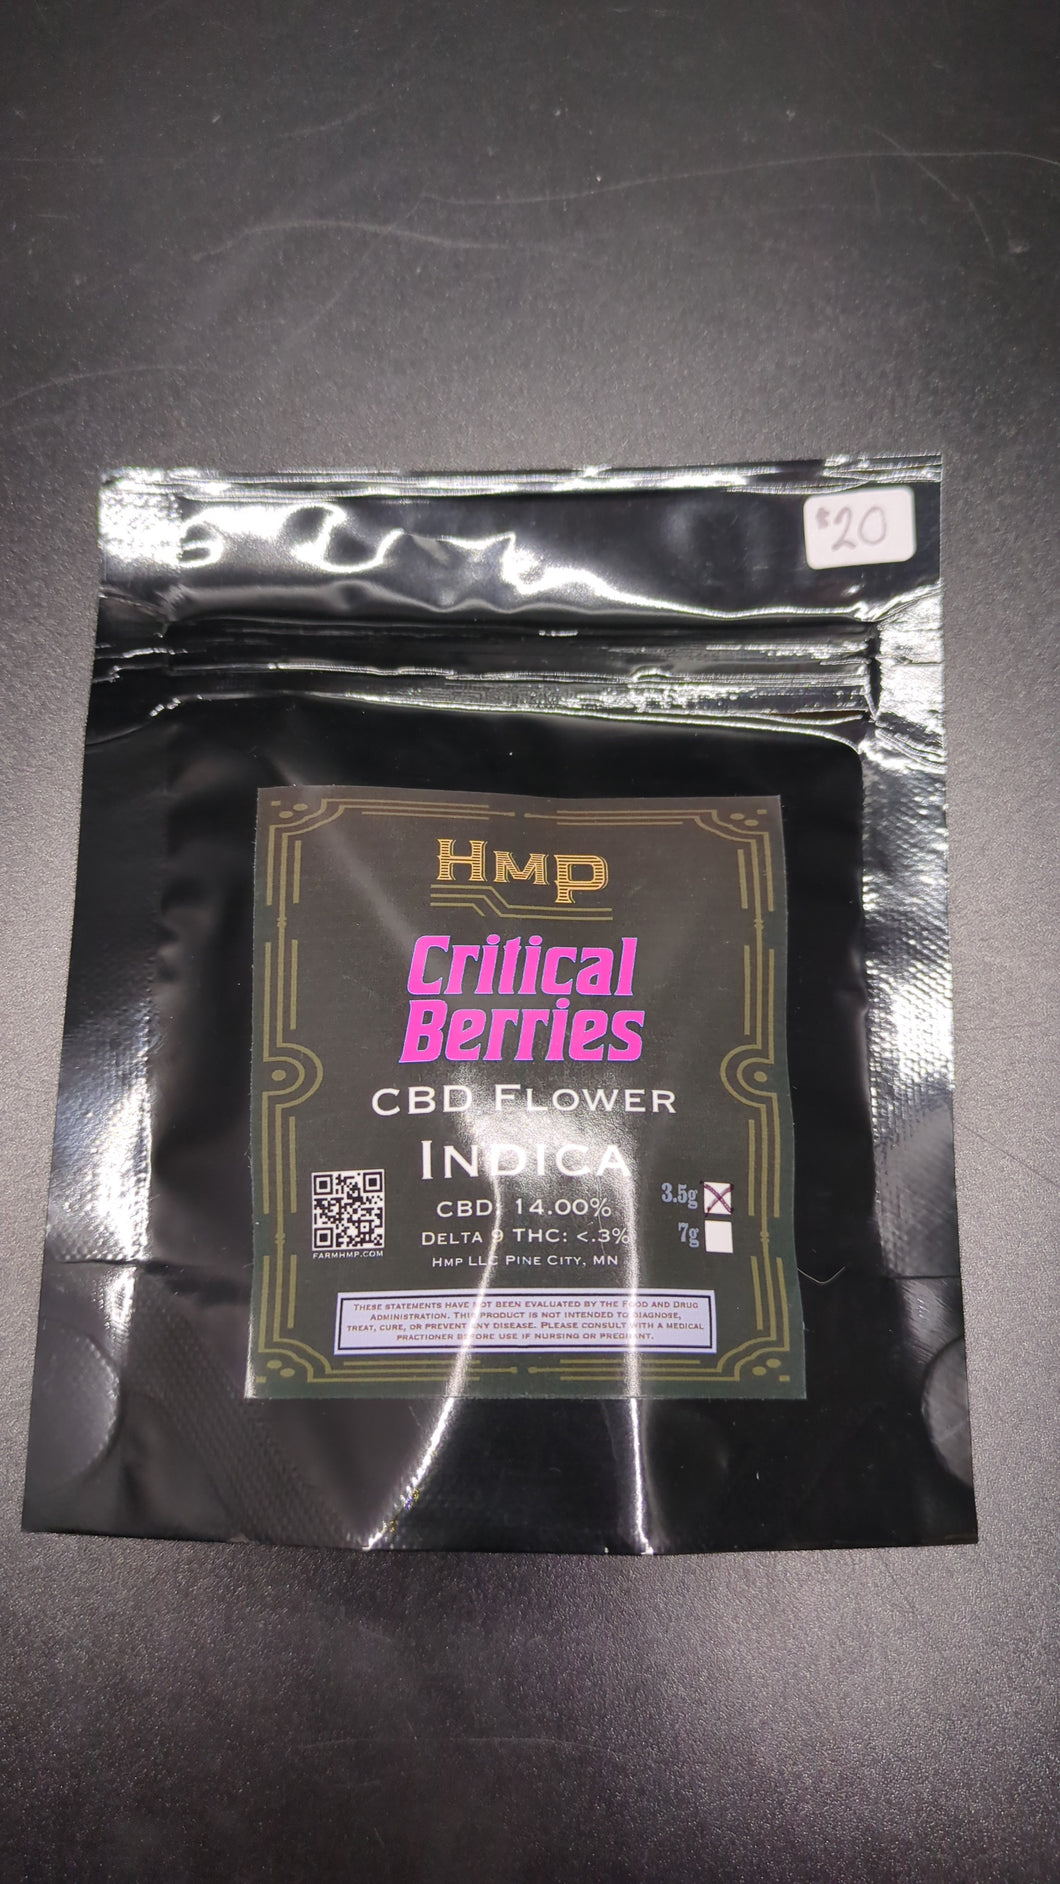 $20
HMP
Critical
Berries
CBD FLOWER
INDICA
3.5g
CBD: 14.00%
7g
DELTA 9 THC: <.3%
HMP LLC PINE CITY, MN
FARMHMP.COM
THESE STATEMENTS HAVE NOT BEEN EVALUATED BY THE FOOD AND DRUG
ADMINISTRATION. THIS PRODUCT IS NOT INTENDED TO DIAGNOSE,
TREAT, CURE, OR PREVENT ANY DISEASE. PLEASE CONSULT WITH A MEDICAL
PRACTIONER BEFORE USE IF NURSING OR PREGNANT.